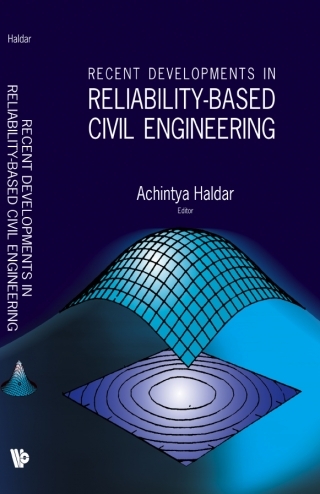 Haldar
RECENT DEVELOPMENTS IN
RELIABILITY-BASED CIVIL ENGINEERING
RECENT DEVELOPMENTS IN
RELIABILITY-BASED
CIVIL ENGINEERING
Achintya Haldar
Editor